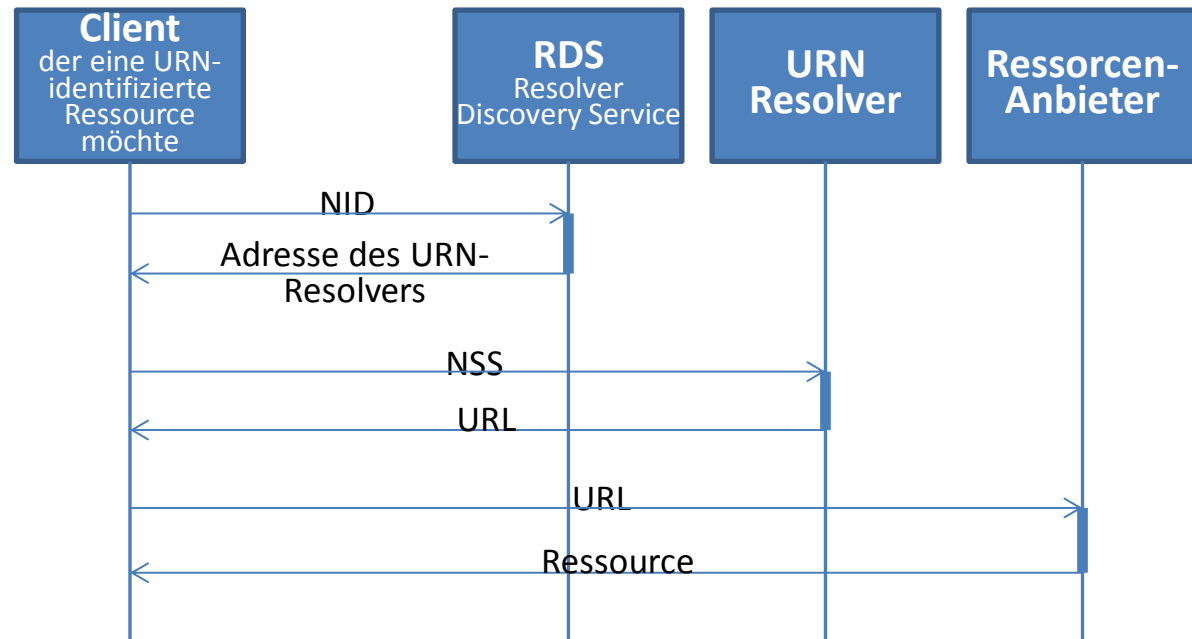 Client
der eine URN-
identifizierte
Ressource
möchte
RDS
Resolver
Discovery Service
URN
Resolver
Ressorcen-
Anbieter
NID
Adresse des URN-
Resolvers
NSS
URL
URL
Ressource